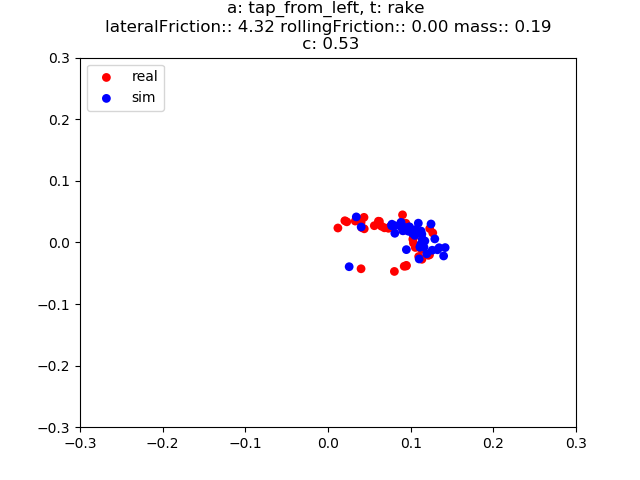 a: tap_from_left, t: rake
lateralFriction:: 4.32 rollingFriction:: 0.00 mass:: 0.19
c: 0.53
real
sim
0.3
0.2
0.1
0.0
−0.1
−0.2
−0.3
−0.3
−0.2
−0.1
0.0
0.1
0.2
0.3